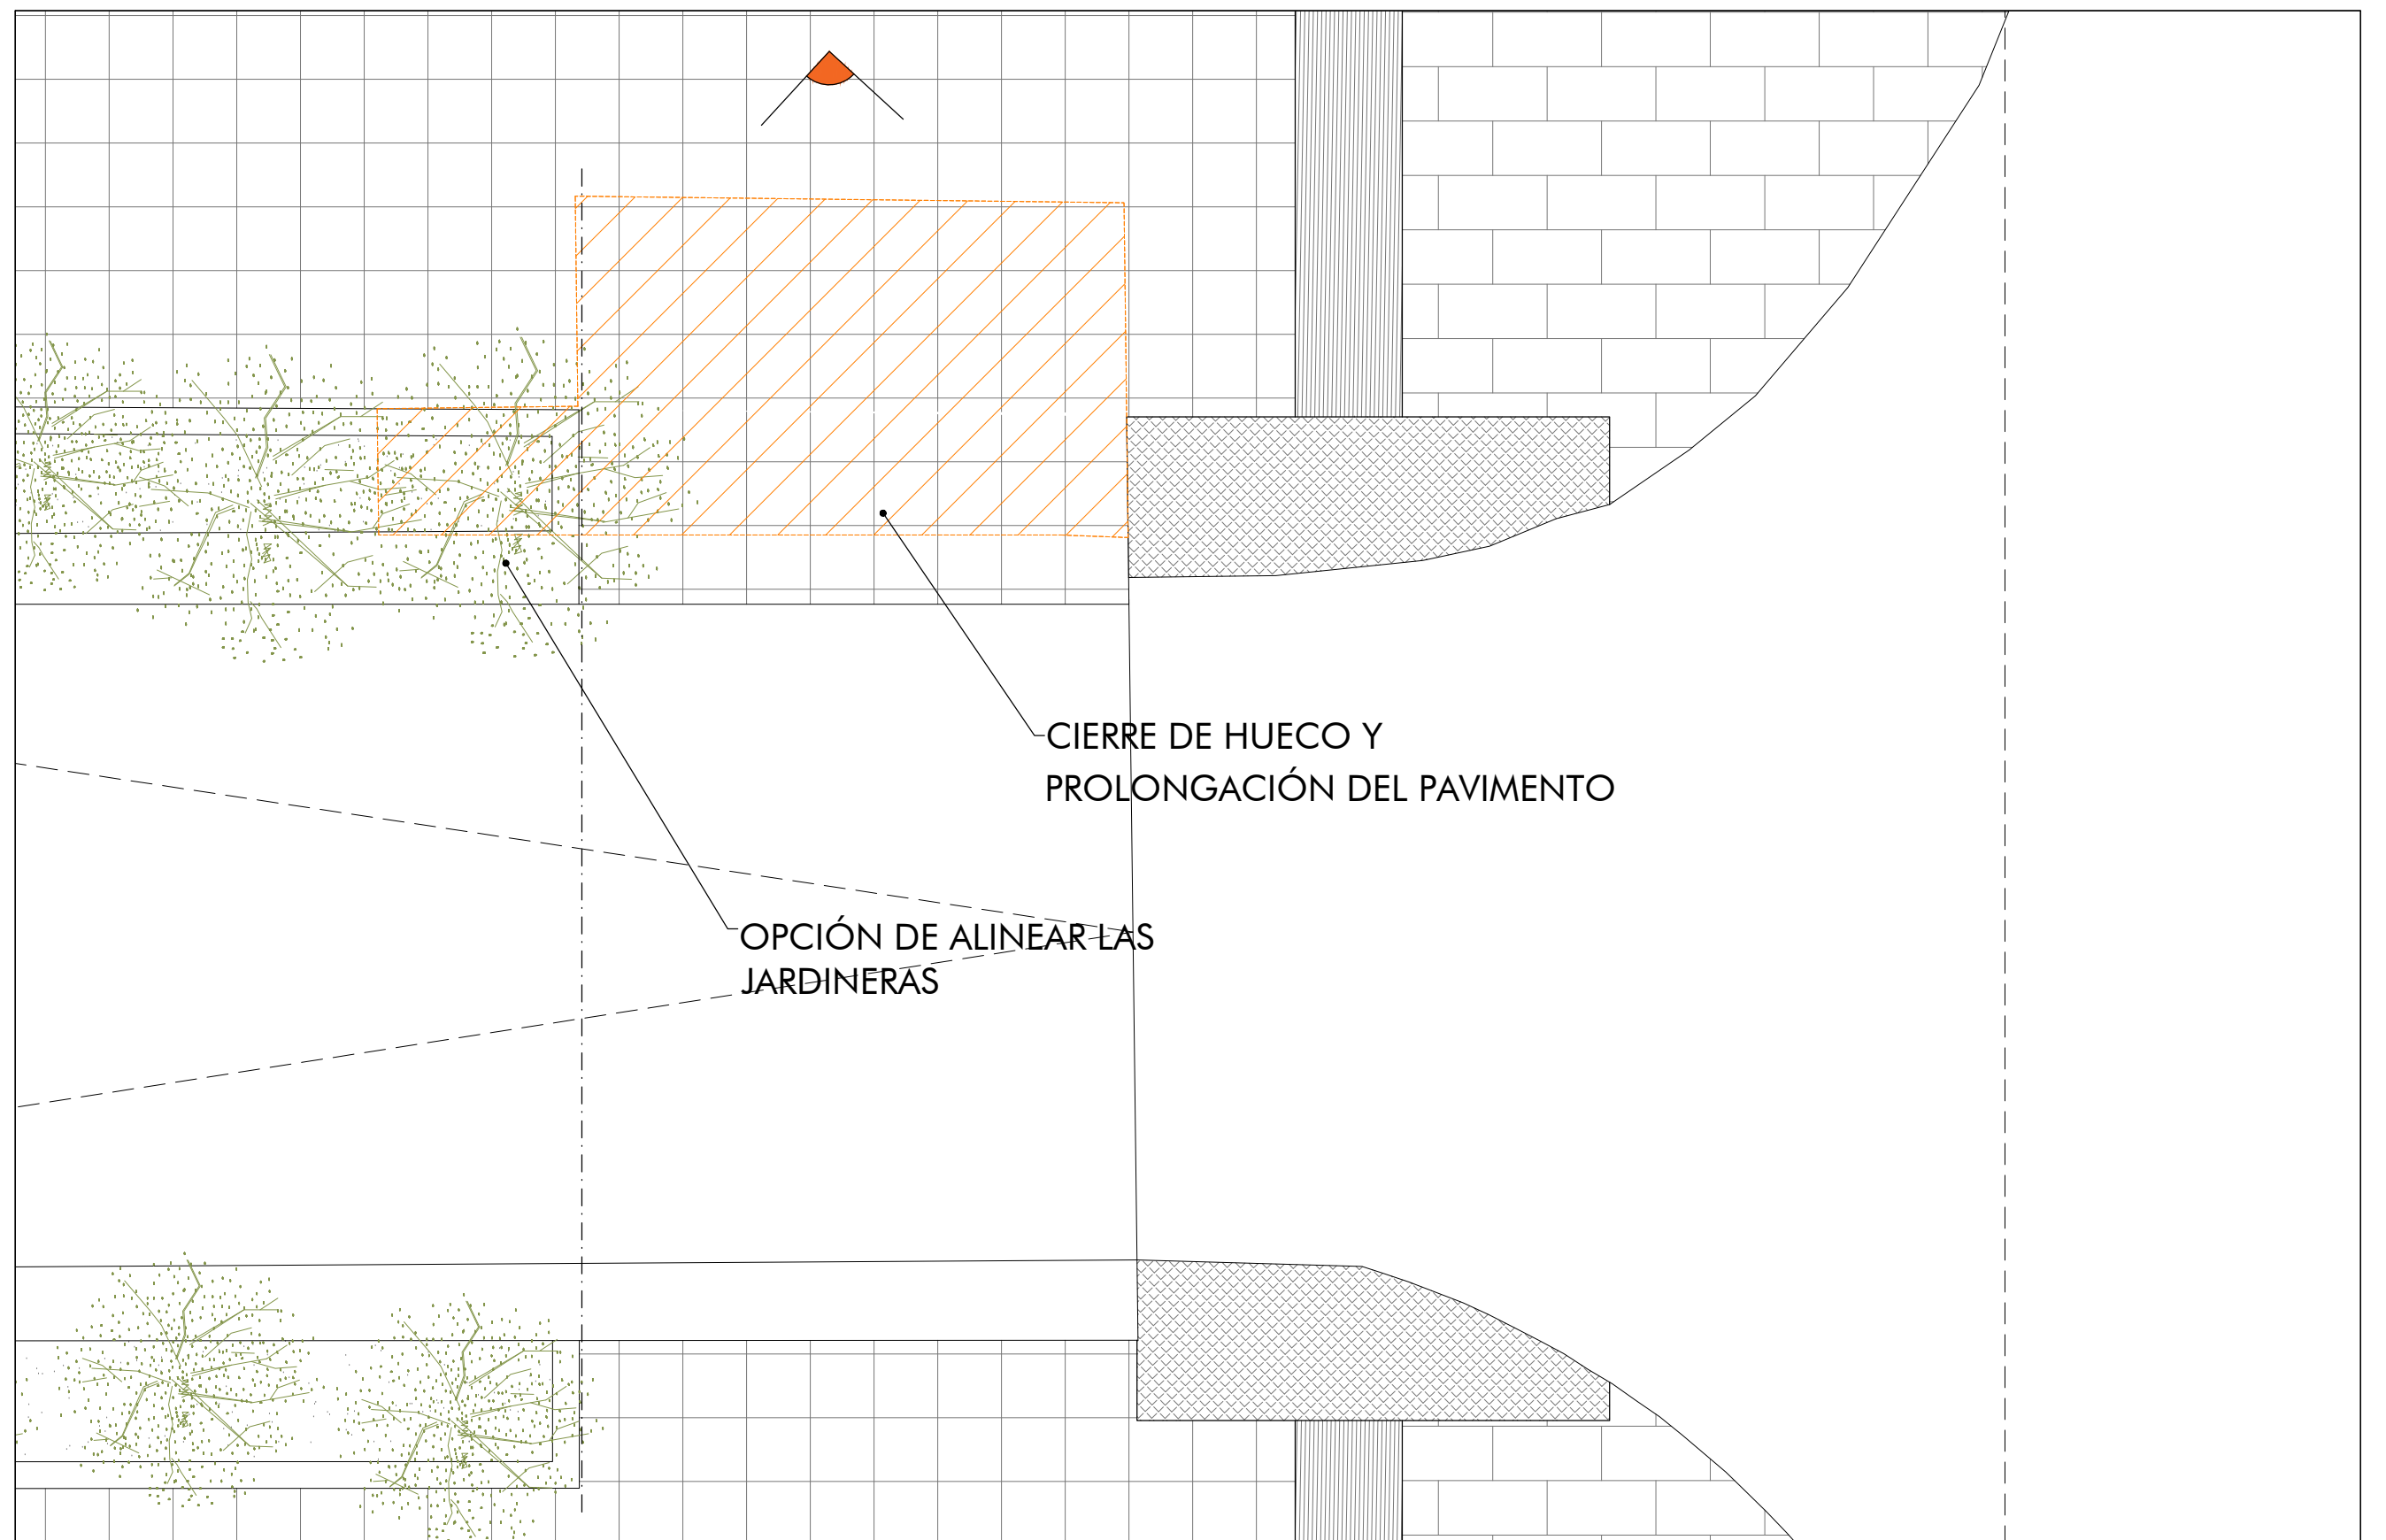 CIERRE DE HUECO Y
PROLONGACIÓN DEL PAVIMENTO
OPCIÓN DE ALINEAR LAS
JARDINERAS